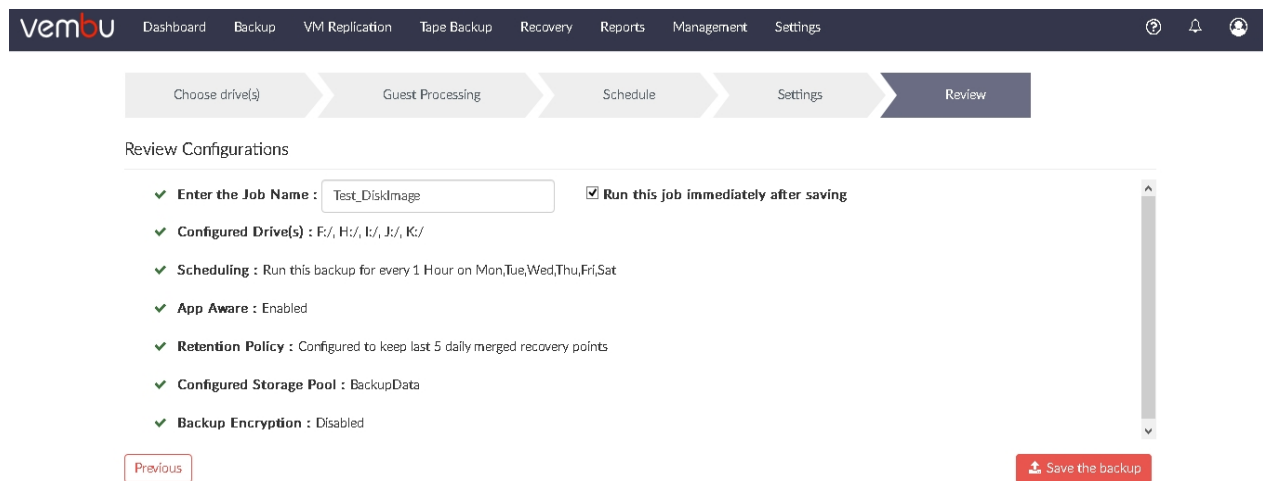 vembu Dashboard Backup VM Replication Tape Backup Recovery Reports Management Settings
Choose drive(s) Guest Processing Schedule Settings Review
Review Configurations
Enter the Job Name : Test_DiskImage Run this job immediately after saving
Configured Drive(s) : F:/, H:/, I:/, J:/, K:/
Scheduling : Run this backup for every 1 Hour on Mon,Tue,Wed,Thu,Fri,Sat
App Aware : Enabled
Retention Policy : Configured to keep last 5 daily merged recovery points
Configured Storage Pool : BackupData
Backup Encryption : Disabled
Previous Save the backup